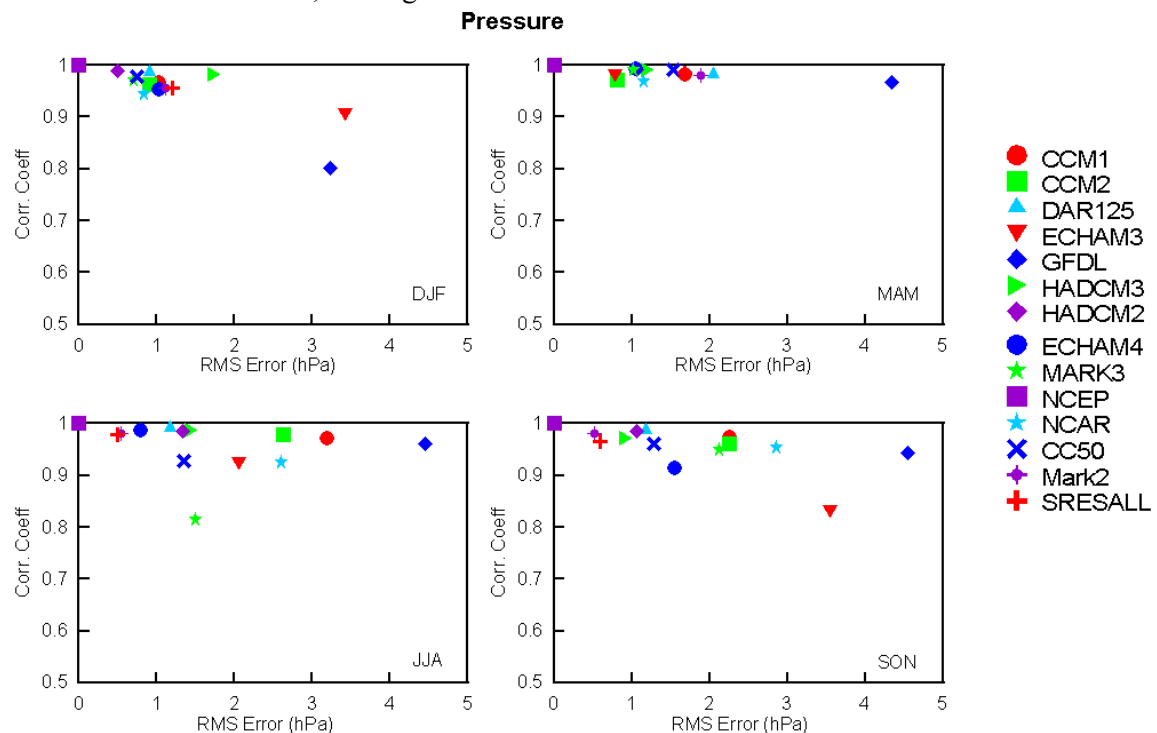 Pressure
1
0.9
0.8
0.7
0.6
0.5
Corr. Coeff
0 1 2 3 4 5
RMS Error (hPa)
DJF
1
0.9
0.8
0.7
0.6
0.5
Corr. Coeff
0 1 2 3 4 5
RMS Error (hPa)
MAM
1
0.9
0.8
0.7
0.6
0.5
Corr. Coeff
0 1 2 3 4 5
RMS Error (hPa)
JJA
1
0.9
0.8
0.7
0.6
0.5
Corr. Coeff
0 1 2 3 4 5
RMS Error (hPa)
SON
CCM1
CCM2
DAR125
ECHAM3
GFDL
HADCM3
HADCM2
ECHAM4
MARK3
NCEP
NCAR
CC50
Mark2
SRESALL